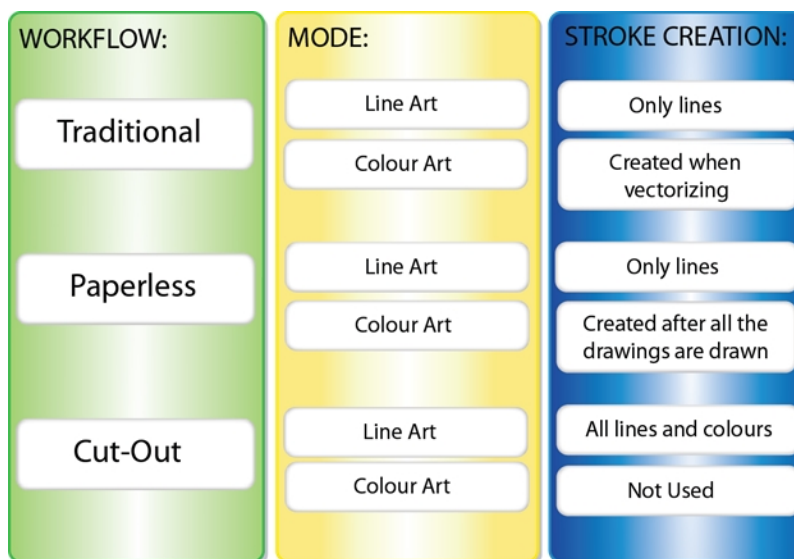 WORKFLOW:
MODE:
STROKE CREATION:
Traditional
Line Art
Only lines
Colour Art
Created when
vectorizing
Paperless
Line Art
Only lines
Colour Art
Created after all the
drawings are drawn
Cut-Out
Line Art
All lines and colours
Colour Art
Not Used